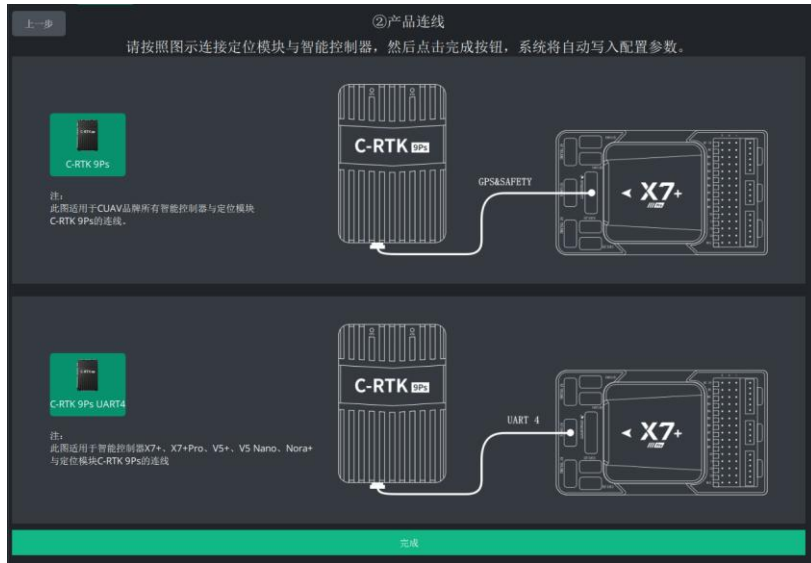 上一步
②产品连线
请按照图示连接定位模块与智能控制器，然后点击完成按钮，系统将自动写入配置参数。
C-RTK 9Ps
注：
此图适用于CUAV品牌所有智能控制器与定位模块
C-RTK 9Ps的连线。
C-RTK 9Ps
GPS&SAFETY
X7+
C-RTK 9Ps UART4
注：
此图适用于智能控制器X7+、X7+Pro、V5+、V5 Nano、Nora+
与定位模块C-RTK 9Ps的连线
C-RTK 9Ps
UART 4
X7+
完成